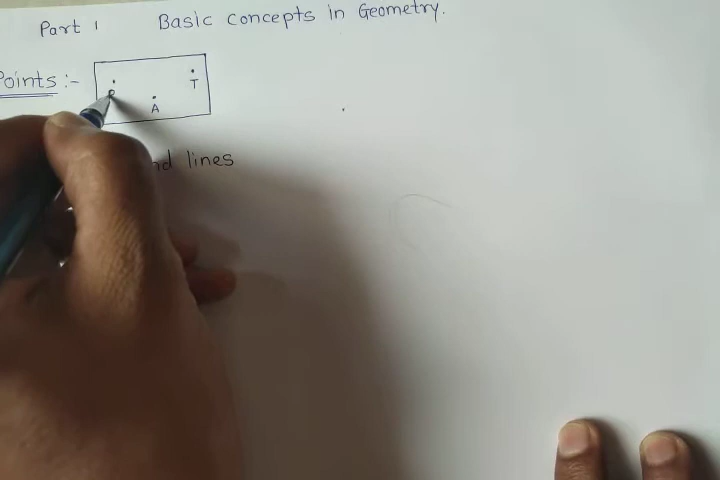 Part 1 Basic concepts in Geometry.
Points :-
T
P
A
lines